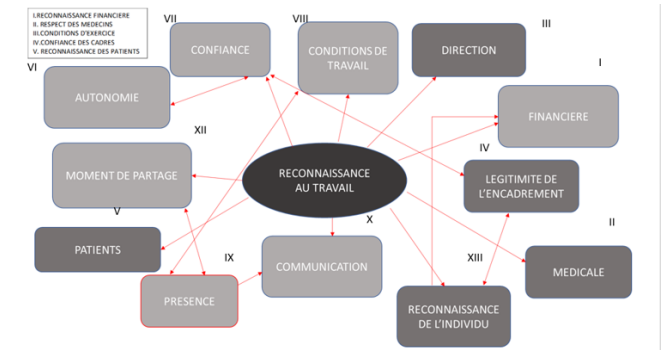 I.RECONNAISSANCE FINANCIERE
II. RESPECT DES MEDECINS
III.CONDITIONS D'EXERCICE
IV.CONFIANCE DES CADRES
V. RECONNAISSANCE DES PATIENTS
VII
VIII
III
CONFIANCE
CONDITIONS DE
TRAVAIL
DIRECTION
VI
I
AUTONOMIE
FINANCIERE
XII
IV
MOMENT DE PARTAGE
RECONNAISSANCE
AU TRAVAIL
LEGITIMITE DE
L'ENCADREMENT
V
X
II
PATIENTS
IX
COMMUNICATION
XIII
MEDICALE
PRESENCE
RECONNAISSANCE
DE L'INDIVIDU